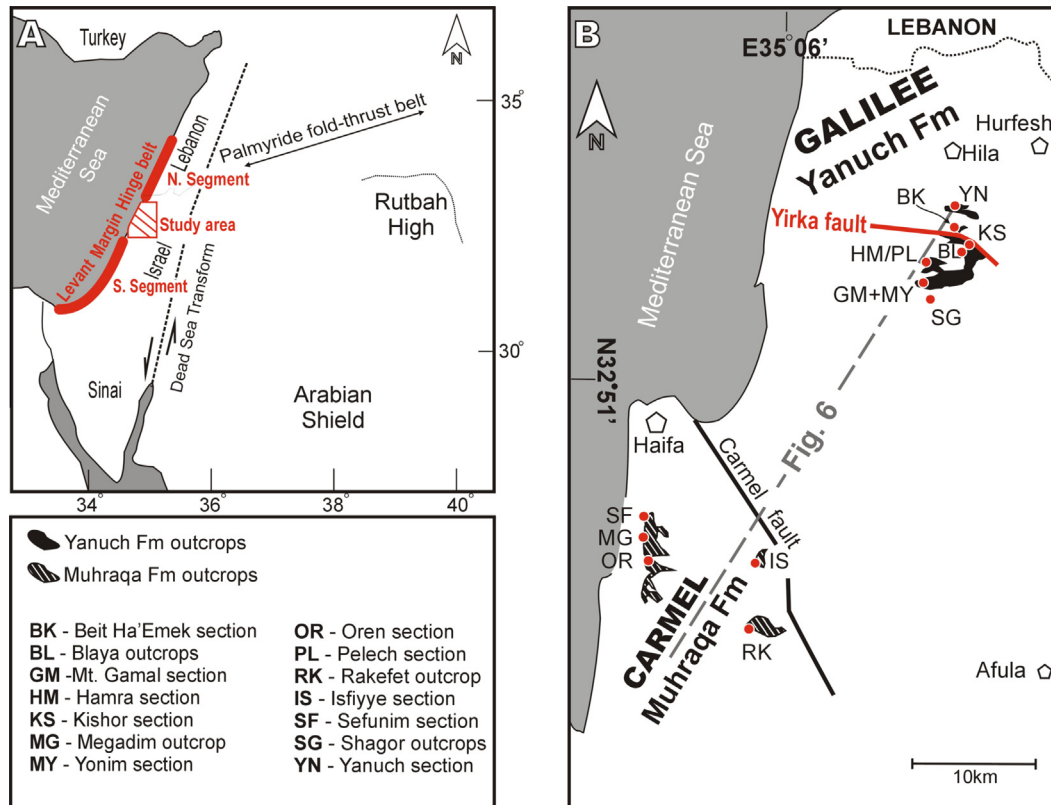 A
Turkey
N
35°
Mediterranean
Sea
Lebanon
Palmyride fold-thrust belt
N. Segment
Levant Margin Hinge belt
Study area
Rutbah
High
Israel
S. Segment
Dead Sea Transform
30°
Sinai
Arabian
Shield
34°
36°
38°
40°
Yanuch Fm outcrops
Muhraqa Fm outcrops
BK - Beit Ha'Emek section
BL - Blaya outcrops
GM -Mt. Gamal section
HM - Hamra section
KS - Kishor section
MG - Megadim outcrop
MY - Yonim section
OR - Oren section
PL - Pelech section
RK - Rakefet outcrop
IS - Isfiyye section
SF - Sefunim section
SG - Shagor outcrops
YN - Yanuch section
B
E35°06'
LEBANON
N
GALILEE
Yanuch Fm
Hurfesh
Hila
Mediterranean Sea
BK
YN
Yirka fault
KS
HM/PL
BL
GM+MY
SG
N32°51'
Fig. 6
Haifa
Carmel
fault
SF
MG
OR
IS
CARMEL
Muhraqa Fm
RK
Afula
10km